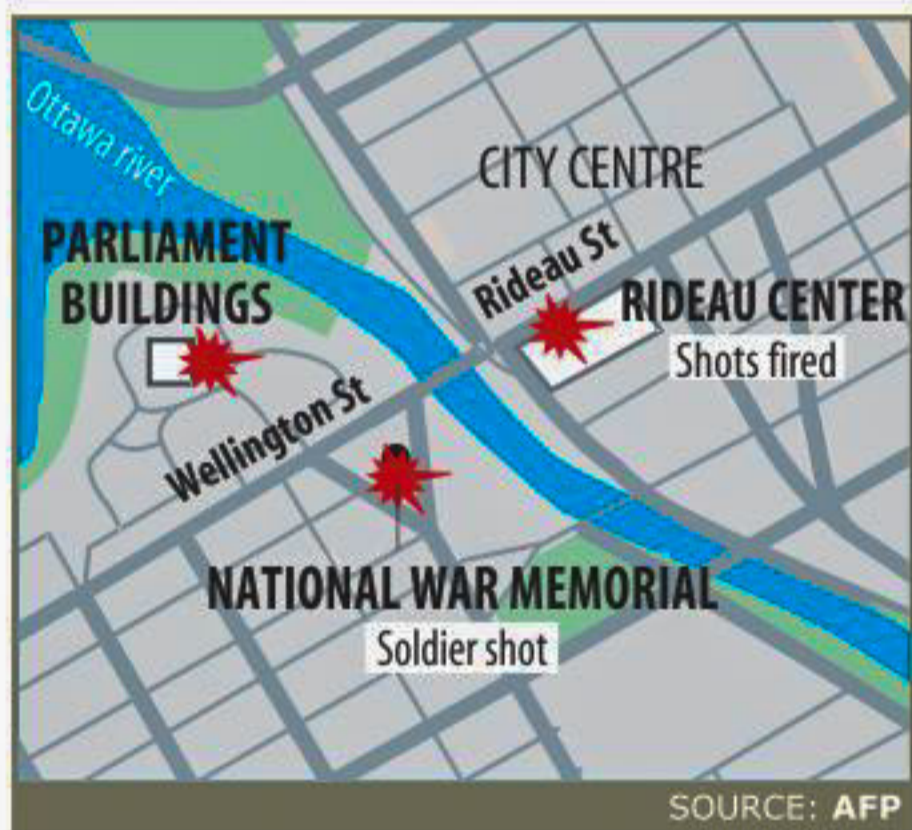 Ottawa river
CITY CENTRE
PARLIAMENT
BUILDINGS
Rideau St
RIDEAU CENTER
Shots fired
Wellington St
NATIONAL WAR MEMORIAL
Soldier shot
SOURCE: AFP